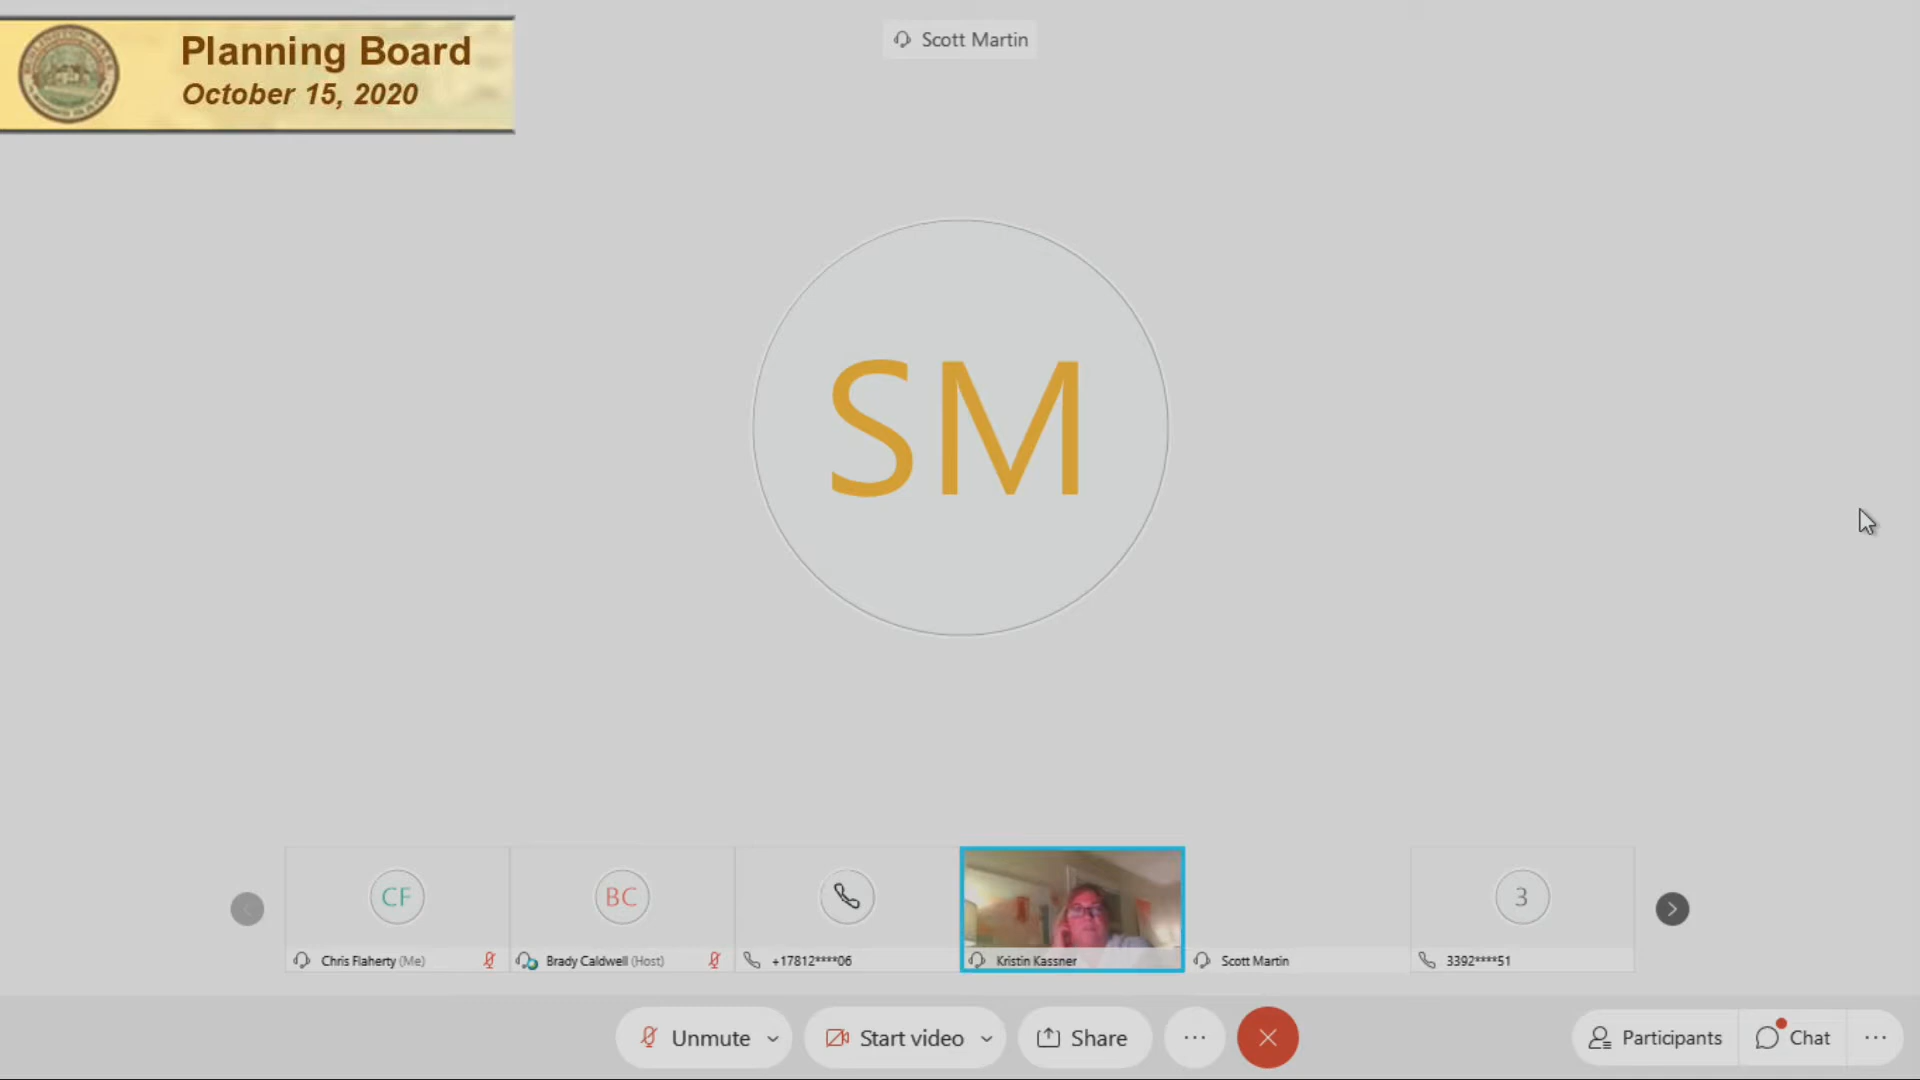 Planning Board
October 15, 2020
Scott Martin
SM
CF
BC
3
Chris Flaherty (Me)
Brady Caldwell (Host)
+17812****06
Kristin Kassner
Scott Martin
3392****51
Unmute
Start video
Share
Participants
Chat